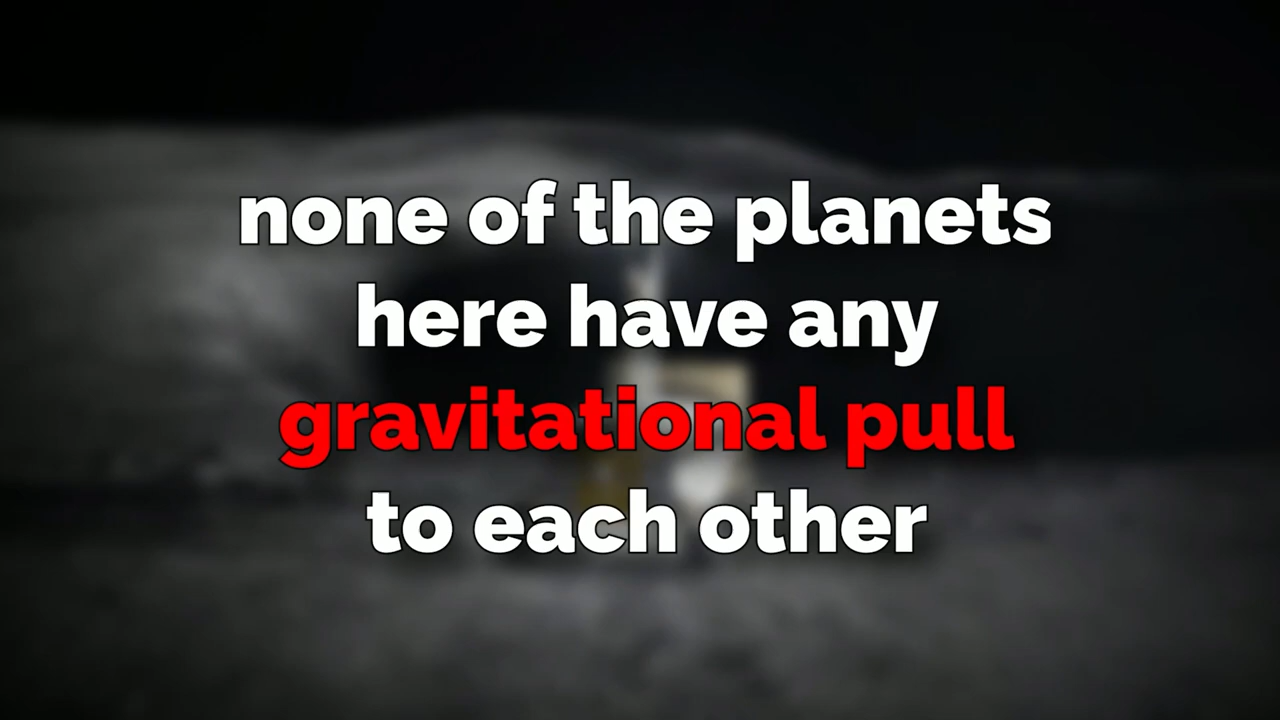 none of the planets
here have any
gravitational pull
to each other